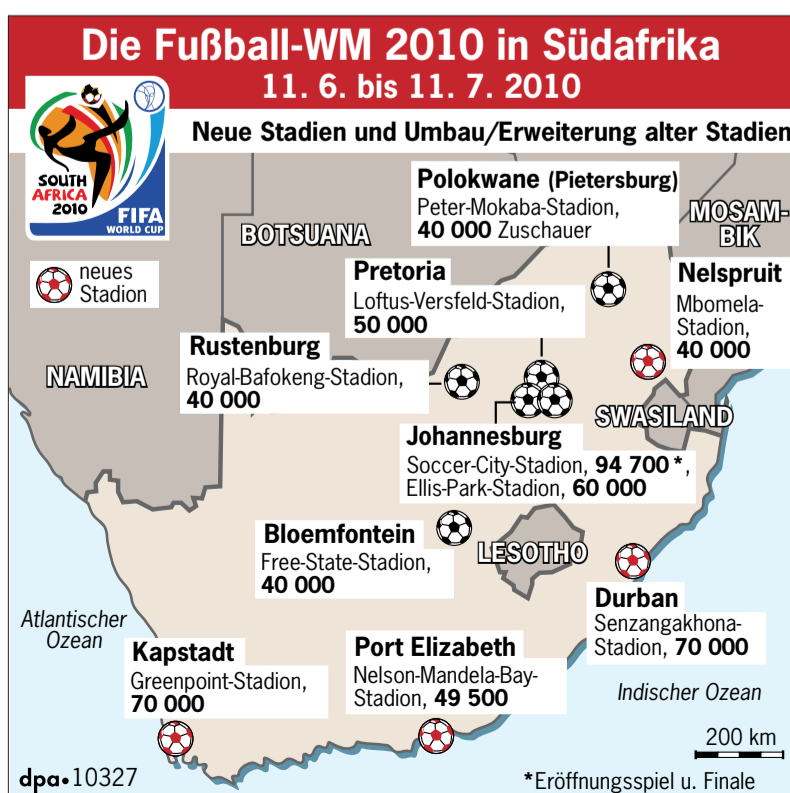 Die Fußball-WM 2010 in Südafrika
11. 6. bis 11. 7. 2010
Neue Stadien und Umbau/Erweiterung alter Stadien
SOUTH
AFRICA
2010
FIFA
WORLD CUP
neues
Stadion
BOTSUANA
Polokwane (Pietersburg)
Peter-Mokaba-Stadion,
40 000 Zuschauer
MOSAM-
BIK
Pretoria
Loftus-Versfeld-Stadion,
50 000
Nelspruit
Mbomela-
Stadion,
40 000
Rustenburg
Royal-Bafokeng-Stadion,
40 000
NAMIBIA
SWASILAND
Johannesburg
Soccer-City-Stadion, 94 700 *,
Ellis-Park-Stadion, 60 000
Bloemfontein
Free-State-Stadion,
40 000
LESOTHO
Durban
Senzangakhona-
Stadion, 70 000
Atlantischer
Ozean
Kapstadt
Greenpoint-Stadion,
70 000
Port Elizabeth
Nelson-Mandela-Bay-
Stadion, 49 500
Indischer Ozean
200 km
dpa•10327
*Eröffnungsspiel u. Finale